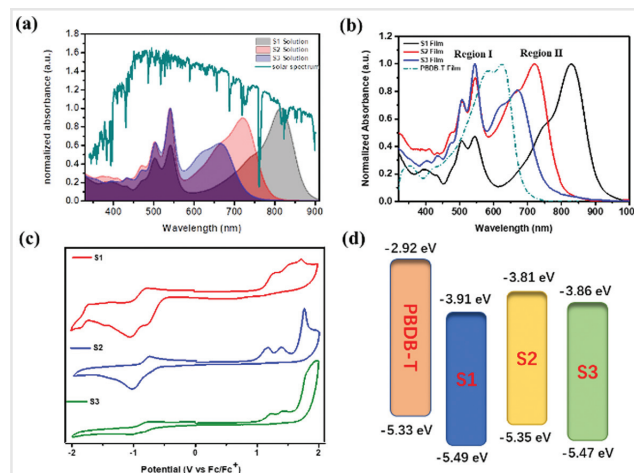 (a)
normalized Absorbance (a.u.)
1.8
1.6
1.4
1.2
1.0
0.8
0.6
0.4
0.2
0.0
S1 Solution
S2 Solution
S3 Solution
solar spectrum
400 500 600 700 800 900
Wavelength (nm)
(b)
Normalized Absorbance (a.u.)
1.0
0.8
0.6
0.4
0.2
0.0
S1 Film
S2 Film
S3 Film
PBDB-T Film
Region I
Region II
400 500 600 700 800 900 1000
Wavelength (nm)
(c)
S1
S2
S3
-2 -1 0 1 2
Potential (V vs Fc/Fc+)
(d)
-2.92 eV
PBDB-T
-5.33 eV
-3.91 eV
S1
-5.49 eV
-3.81 eV
S2
-5.35 eV
-3.86 eV
S3
-5.47 eV